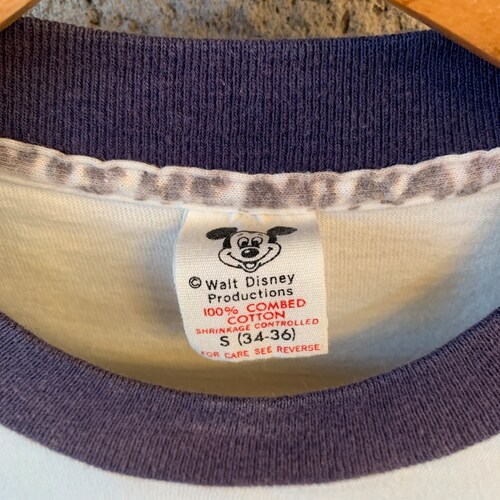 © Walt Disney
Productions
100% COMBED
COTTON
SHRINKAGE CONTROLLED
S (34-36)
FOR CARE SEE REVERSE